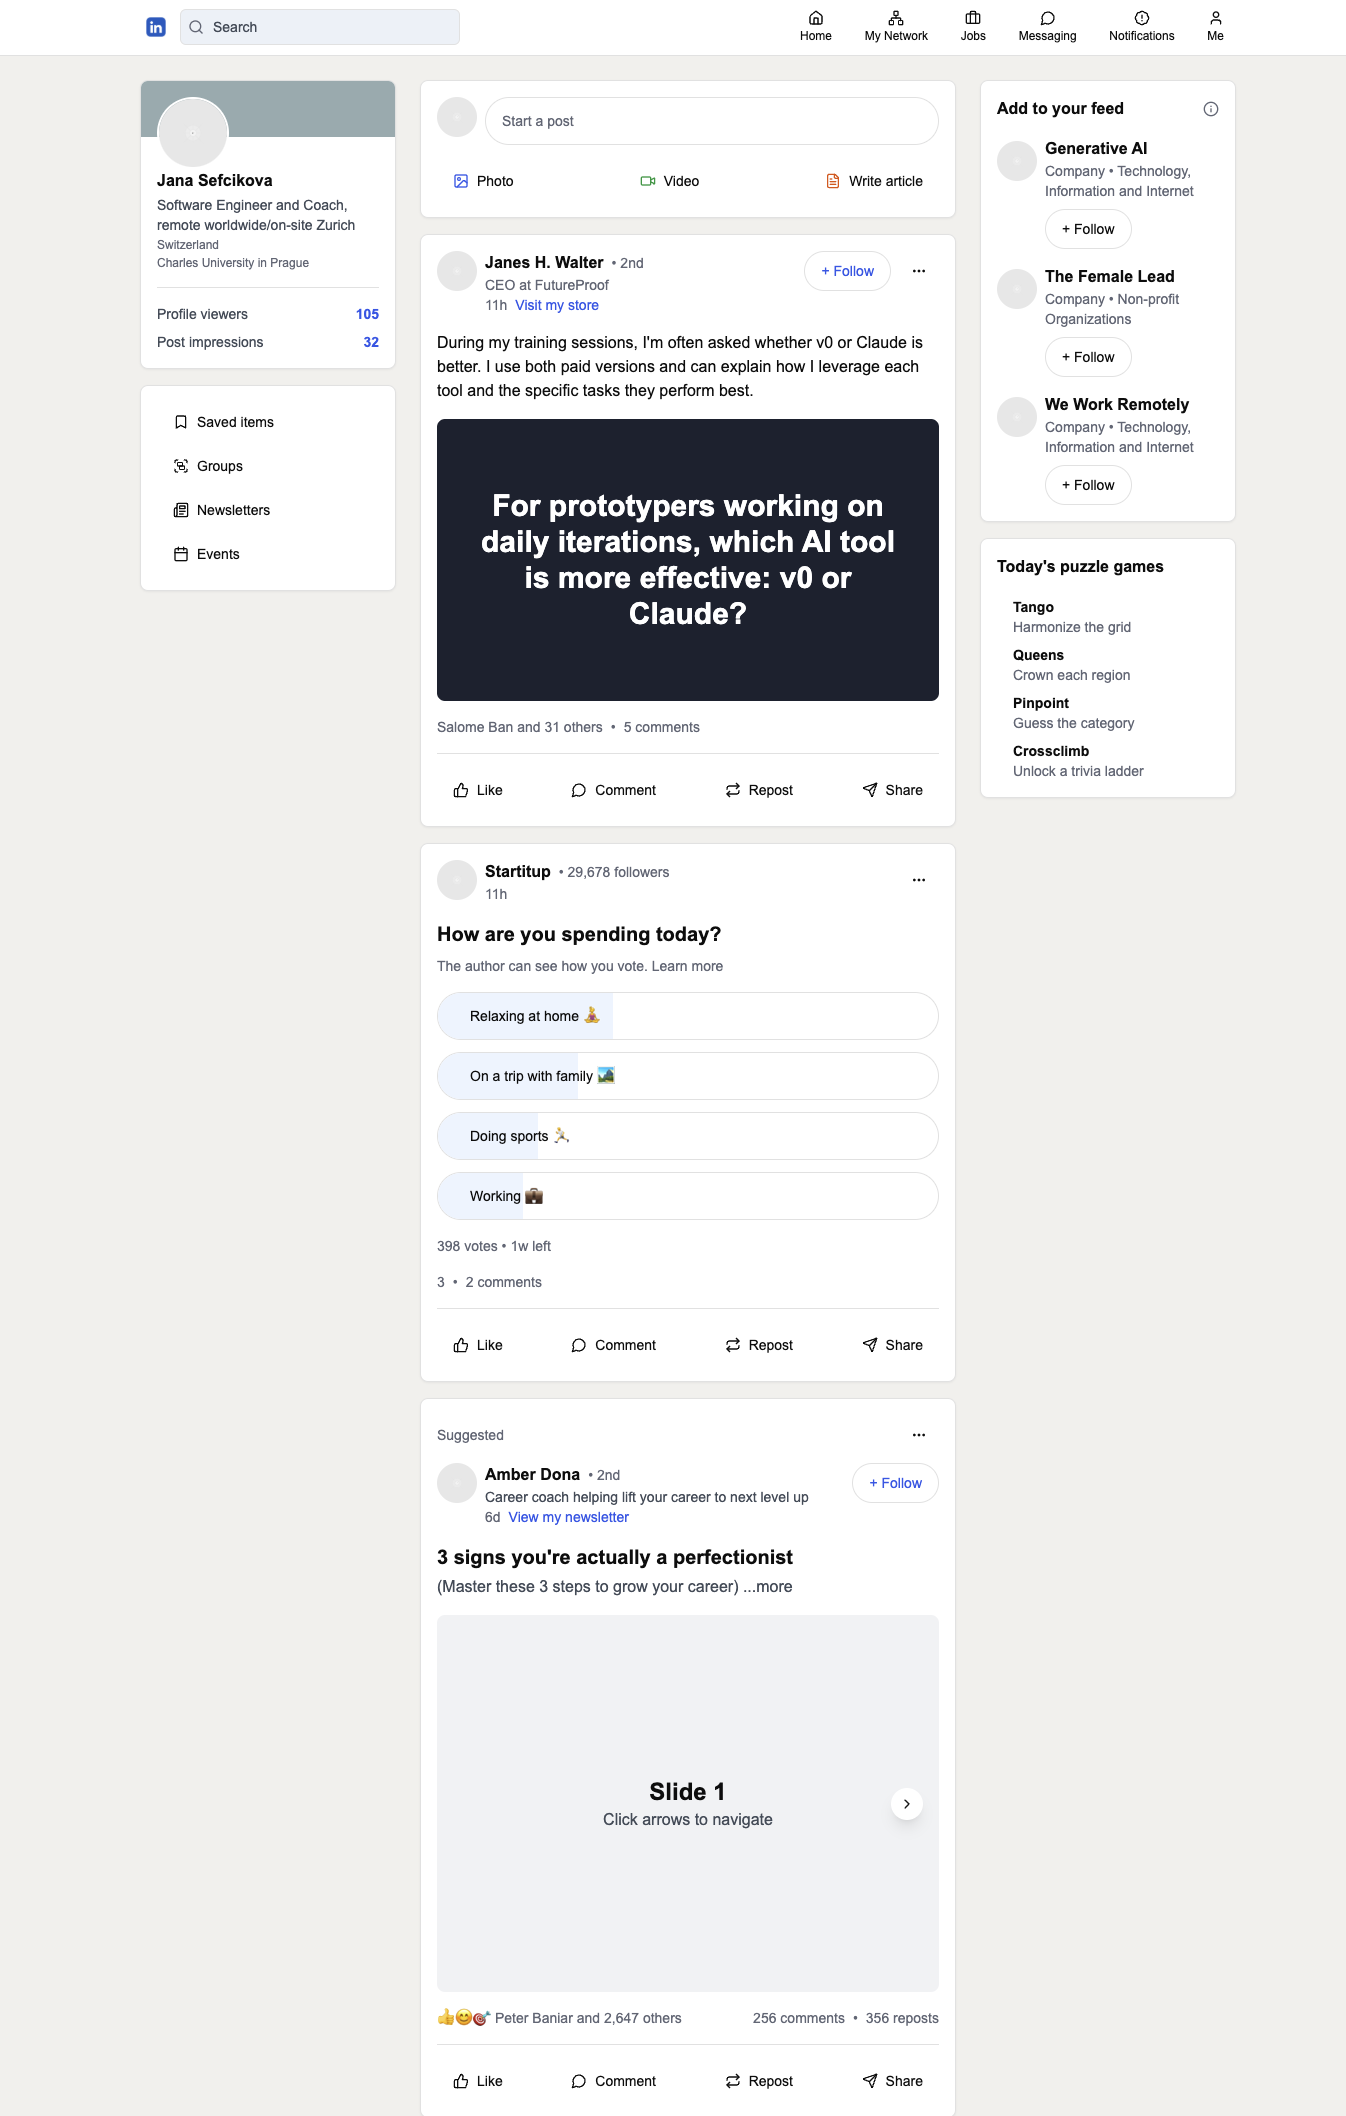 in
Search
Home
My Network
Jobs
Messaging
Notifications
Me
Jana Sefcikova
Software Engineer and Coach,
remote worldwide/on-site Zurich
Switzerland
Charles University in Prague
Profile viewers 105
Post impressions 32
Saved items
Groups
Newsletters
Events
Start a post
Photo
Video
Write article
Janes H. Walter • 2nd
CEO at FutureProof
11h Visit my store
+ Follow
During my training sessions, I'm often asked whether v0 or Claude is
better. I use both paid versions and can explain how I leverage each
tool and the specific tasks they perform best.
For prototypers working on
daily iterations, which AI tool
is more effective: v0 or
Claude?
Salome Ban and 31 others • 5 comments
Like
Comment
Repost
Share
Startitup • 29,678 followers
11h
How are you spending today?
The author can see how you vote. Learn more
Relaxing at home 🧘
On a trip with family 🏞️
Doing sports 🏃
Working 💼
398 votes • 1w left
3 • 2 comments
Like
Comment
Repost
Share
Suggested
Amber Dona • 2nd
Career coach helping lift your career to next level up
6d View my newsletter
+ Follow
3 signs you're actually a perfectionist
(Master these 3 steps to grow your career) ...more
Slide 1
Click arrows to navigate
👍😊🎯 Peter Baniar and 2,647 others
256 comments • 356 reposts
Like
Comment
Repost
Share
Add to your feed
Generative AI
Company • Technology,
Information and Internet
+ Follow
The Female Lead
Company • Non-profit
Organizations
+ Follow
We Work Remotely
Company • Technology,
Information and Internet
+ Follow
Today's puzzle games
Tango
Harmonize the grid
Queens
Crown each region
Pinpoint
Guess the category
Crossclimb
Unlock a trivia ladder